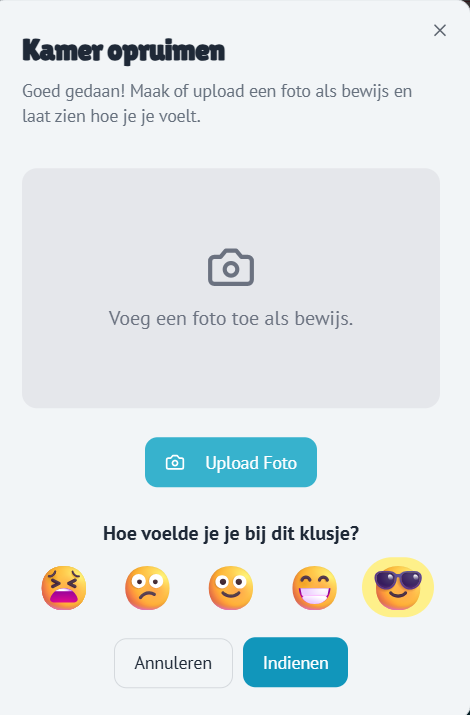 Kamer opruimen
Goed gedaan! Maak of upload een foto als bewijs en
laat zien hoe je je voelt.
Voeg een foto toe als bewijs.
Upload Foto
Hoe voelde je je bij dit klusje?
Annuleren
Indienen